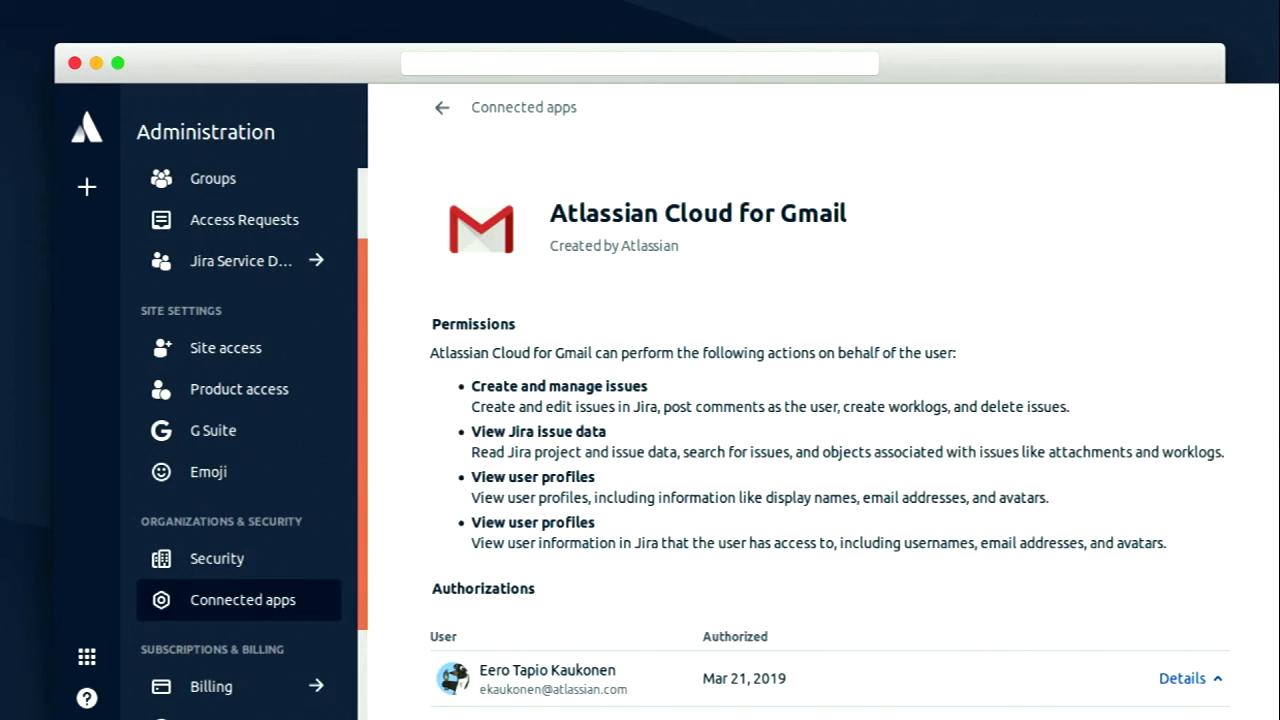 Connected apps
Administration
Groups
Access Requests
Jira Service D...
SITE SETTINGS
Site access
Product access
G Suite
Emoji
ORGANIZATIONS & SECURITY
Security
Connected apps
SUBSCRIPTIONS & BILLING
Billing
Atlassian Cloud for Gmail
Created by Atlassian
Permissions
Atlassian Cloud for Gmail can perform the following actions on behalf of the user:
• Create and manage issues
Create and edit issues in Jira, post comments as the user, create worklogs, and delete issues.
• View Jira issue data
Read Jira project and issue data, search for issues, and objects associated with issues like attachments and worklogs.
• View user profiles
View user profiles, including information like display names, email addresses, and avatars.
• View user profiles
View user information in Jira that the user has access to, including usernames, email addresses, and avatars.
Authorizations
User Authorized
Eero Tapio Kaukonen
ekaukonen@atlassian.com
Mar 21, 2019
Details